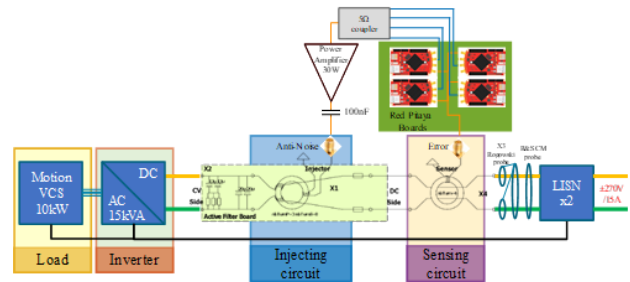 5Ω
coupler
Power
Amplifier
30W
100nF
Red Pitaya
Boards
Anti-Noise
Error
X3
probe
R&SCM
probe
X2
Injector
Sensor
Motion
VCS
10kW
DC
AC
15kVA
CV
Side
X1
DC
Side
X4
LISN
x2
±270V
/15A
Active Filter Board
Load
Inverter
Injecting
circuit
Sensing
circuit